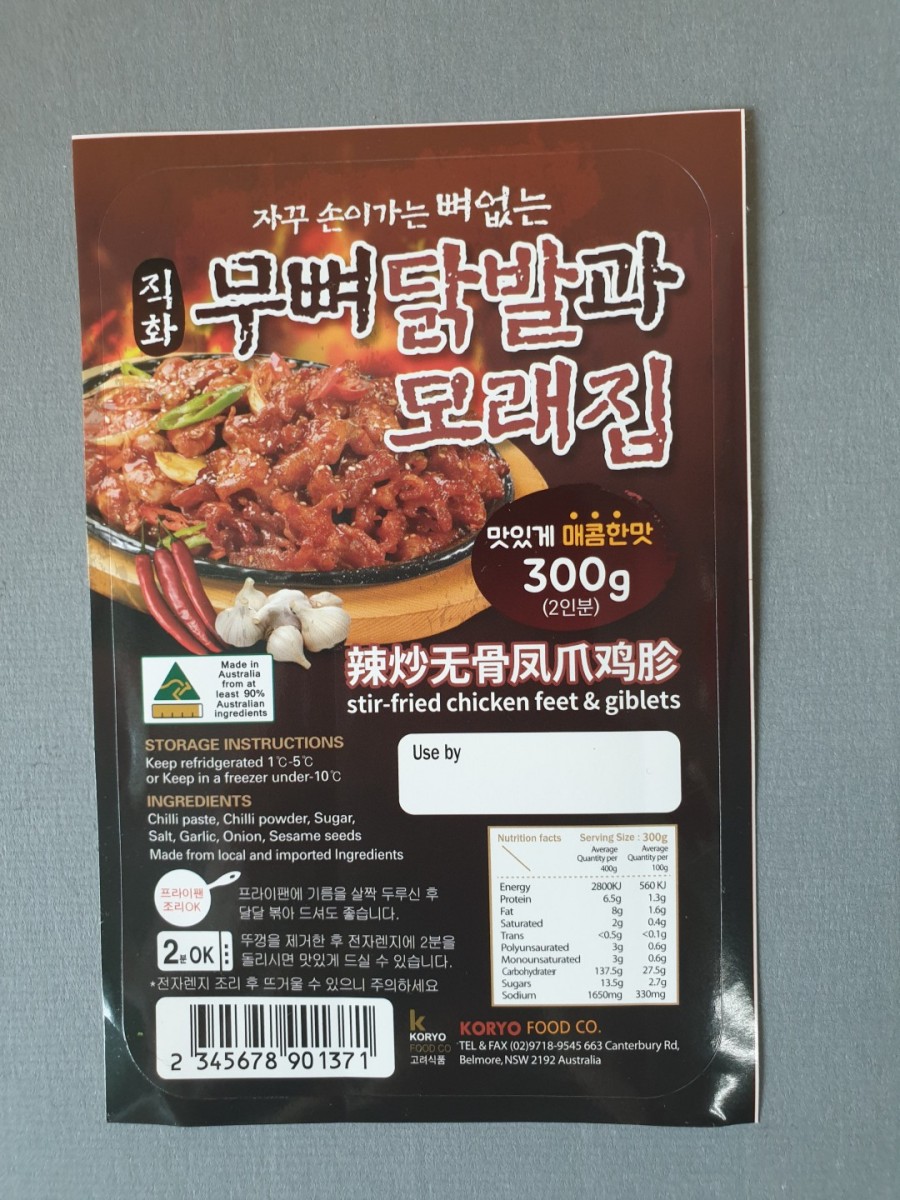 자꾸 손이가는 뼈없는
직화
무뼈닭발과
모래집
맛있게 매콤한맛
300g
(2인분)
辣炒无骨凤爪鸡胗
stir-fried chicken feet & giblets
Made in
Australia
from at
least 90%
Australian
ingredients
STORAGE INSTRUCTIONS
Keep refridgerated 1℃-5℃
or Keep in a freezer under-10℃
Use by
INGREDIENTS
Chilli paste, Chilli powder, Sugar,
Salt, Garlic, Onion, Sesame seeds
Made from local and imported Ingredients
프라이팬
조리OK
프라이팬에 기름을 살짝 두루신 후
달달 볶아 드셔도 좋습니다.
2분 OK
뚜껑을 제거한 후 전자렌지에 2분을
돌리시면 맛있게 드실 수 있습니다.
*전자렌지 조리 후 뜨거울 수 있으니 주의하세요
Nutrition facts Serving Size : 300g
Average Average
Quantity per Quantity per
400g 100g
Energy 2800KJ 560 KJ
Protein 6.5g 1.3g
Fat 8g 1.6g
Saturated 2g 0.4g
Trans <0.5g <0.1g
Polyunsaurated 3g 0.6g
Monounsaturated 3g 0.6g
Carbohydrater 137.5g 27.5g
Sugars 13.5g 2.7g
Sodium 1650mg 330mg
2 345678 901371
k
KORYO
FOOD CO
고려식품
KORYO FOOD CO.
TEL & FAX (02)9718-9545 663 Canterbury Rd,
Belmore, NSW 2192 Australia